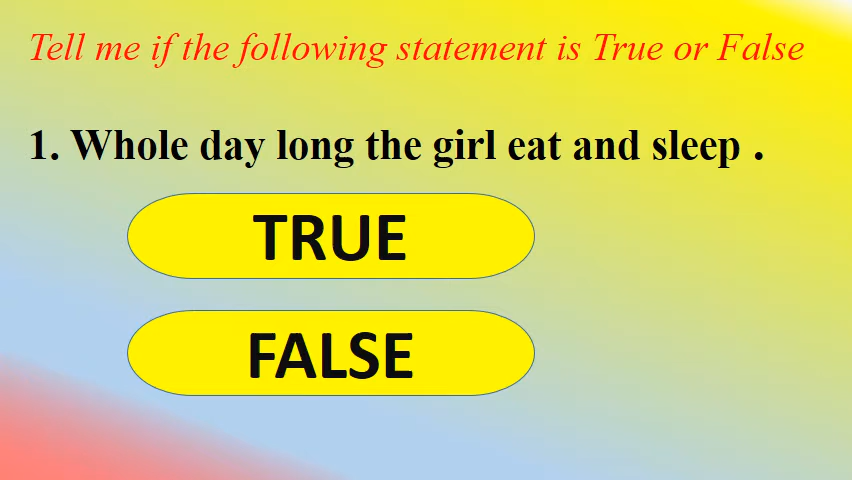 Tell me if the following statement is True or False
1. Whole day long the girl eat and sleep .
TRUE
FALSE